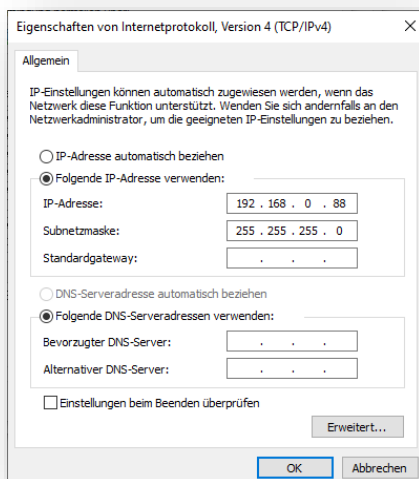 Eigenschaften von Internetprotokoll, Version 4 (TCP/IPv4)
Allgemein
IP-Einstellungen können automatisch zugewiesen werden, wenn das
Netzwerk diese Funktion unterstützt. Wenden Sie sich andernfalls an den
Netzwerkadministrator, um die geeigneten IP-Einstellungen zu beziehen.
IP-Adresse automatisch beziehen
Folgende IP-Adresse verwenden:
IP-Adresse: 192 . 168 . 0 . 88
Subnetzmaske: 255 . 255 . 255 . 0
Standardgateway: . . .
DNS-Serveradresse automatisch beziehen
Folgende DNS-Serveradressen verwenden:
Bevorzugter DNS-Server: . . .
Alternativer DNS-Server: . . .
Einstellungen beim Beenden überprüfen
Erweitert...
OK Abbrechen